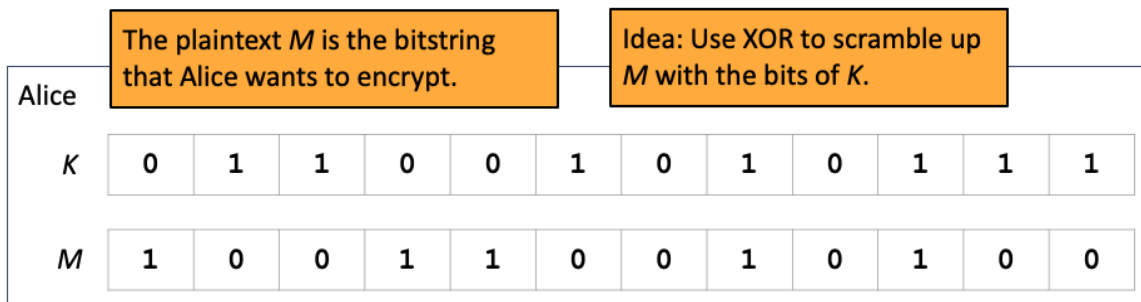 The plaintext M is the bitstring
that Alice wants to encrypt.
Idea: Use XOR to scramble up
M with the bits of K.
Alice
K 0 1 1 0 0 1 0 1 0 1 1 1
M 1 0 0 1 1 0 0 1 0 1 0 0